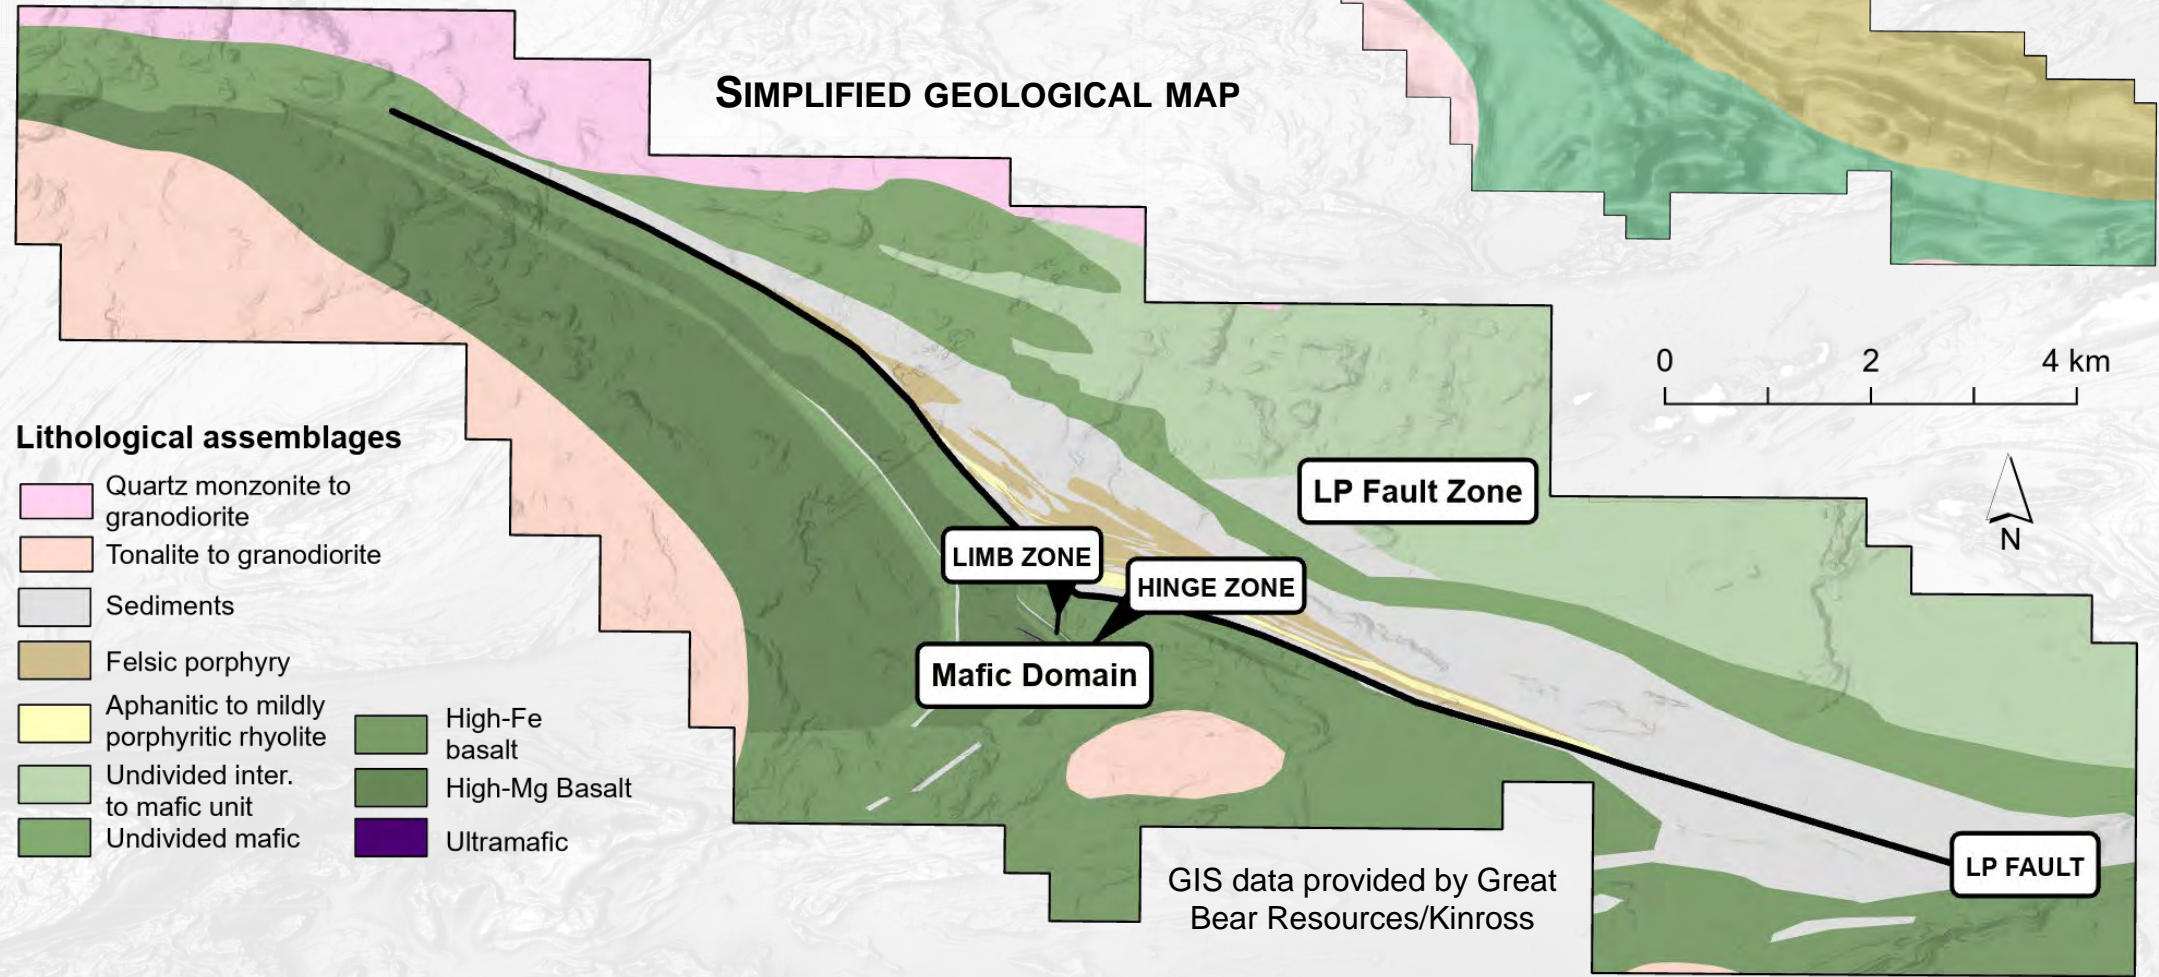 SIMPLIFIED GEOLOGICAL MAP
0 2 4 km
N
LP Fault Zone
LIMB ZONE
HINGE ZONE
Mafic Domain
LP FAULT
Lithological assemblages
Quartz monzonite to
granodiorite
Tonalite to granodiorite
Sediments
Felsic porphyry
Aphanitic to mildly
porphyritic rhyolite
Undivided inter.
to mafic unit
Undivided mafic
High-Fe
basalt
High-Mg Basalt
Ultramafic
GIS data provided by Great
Bear Resources/Kinross